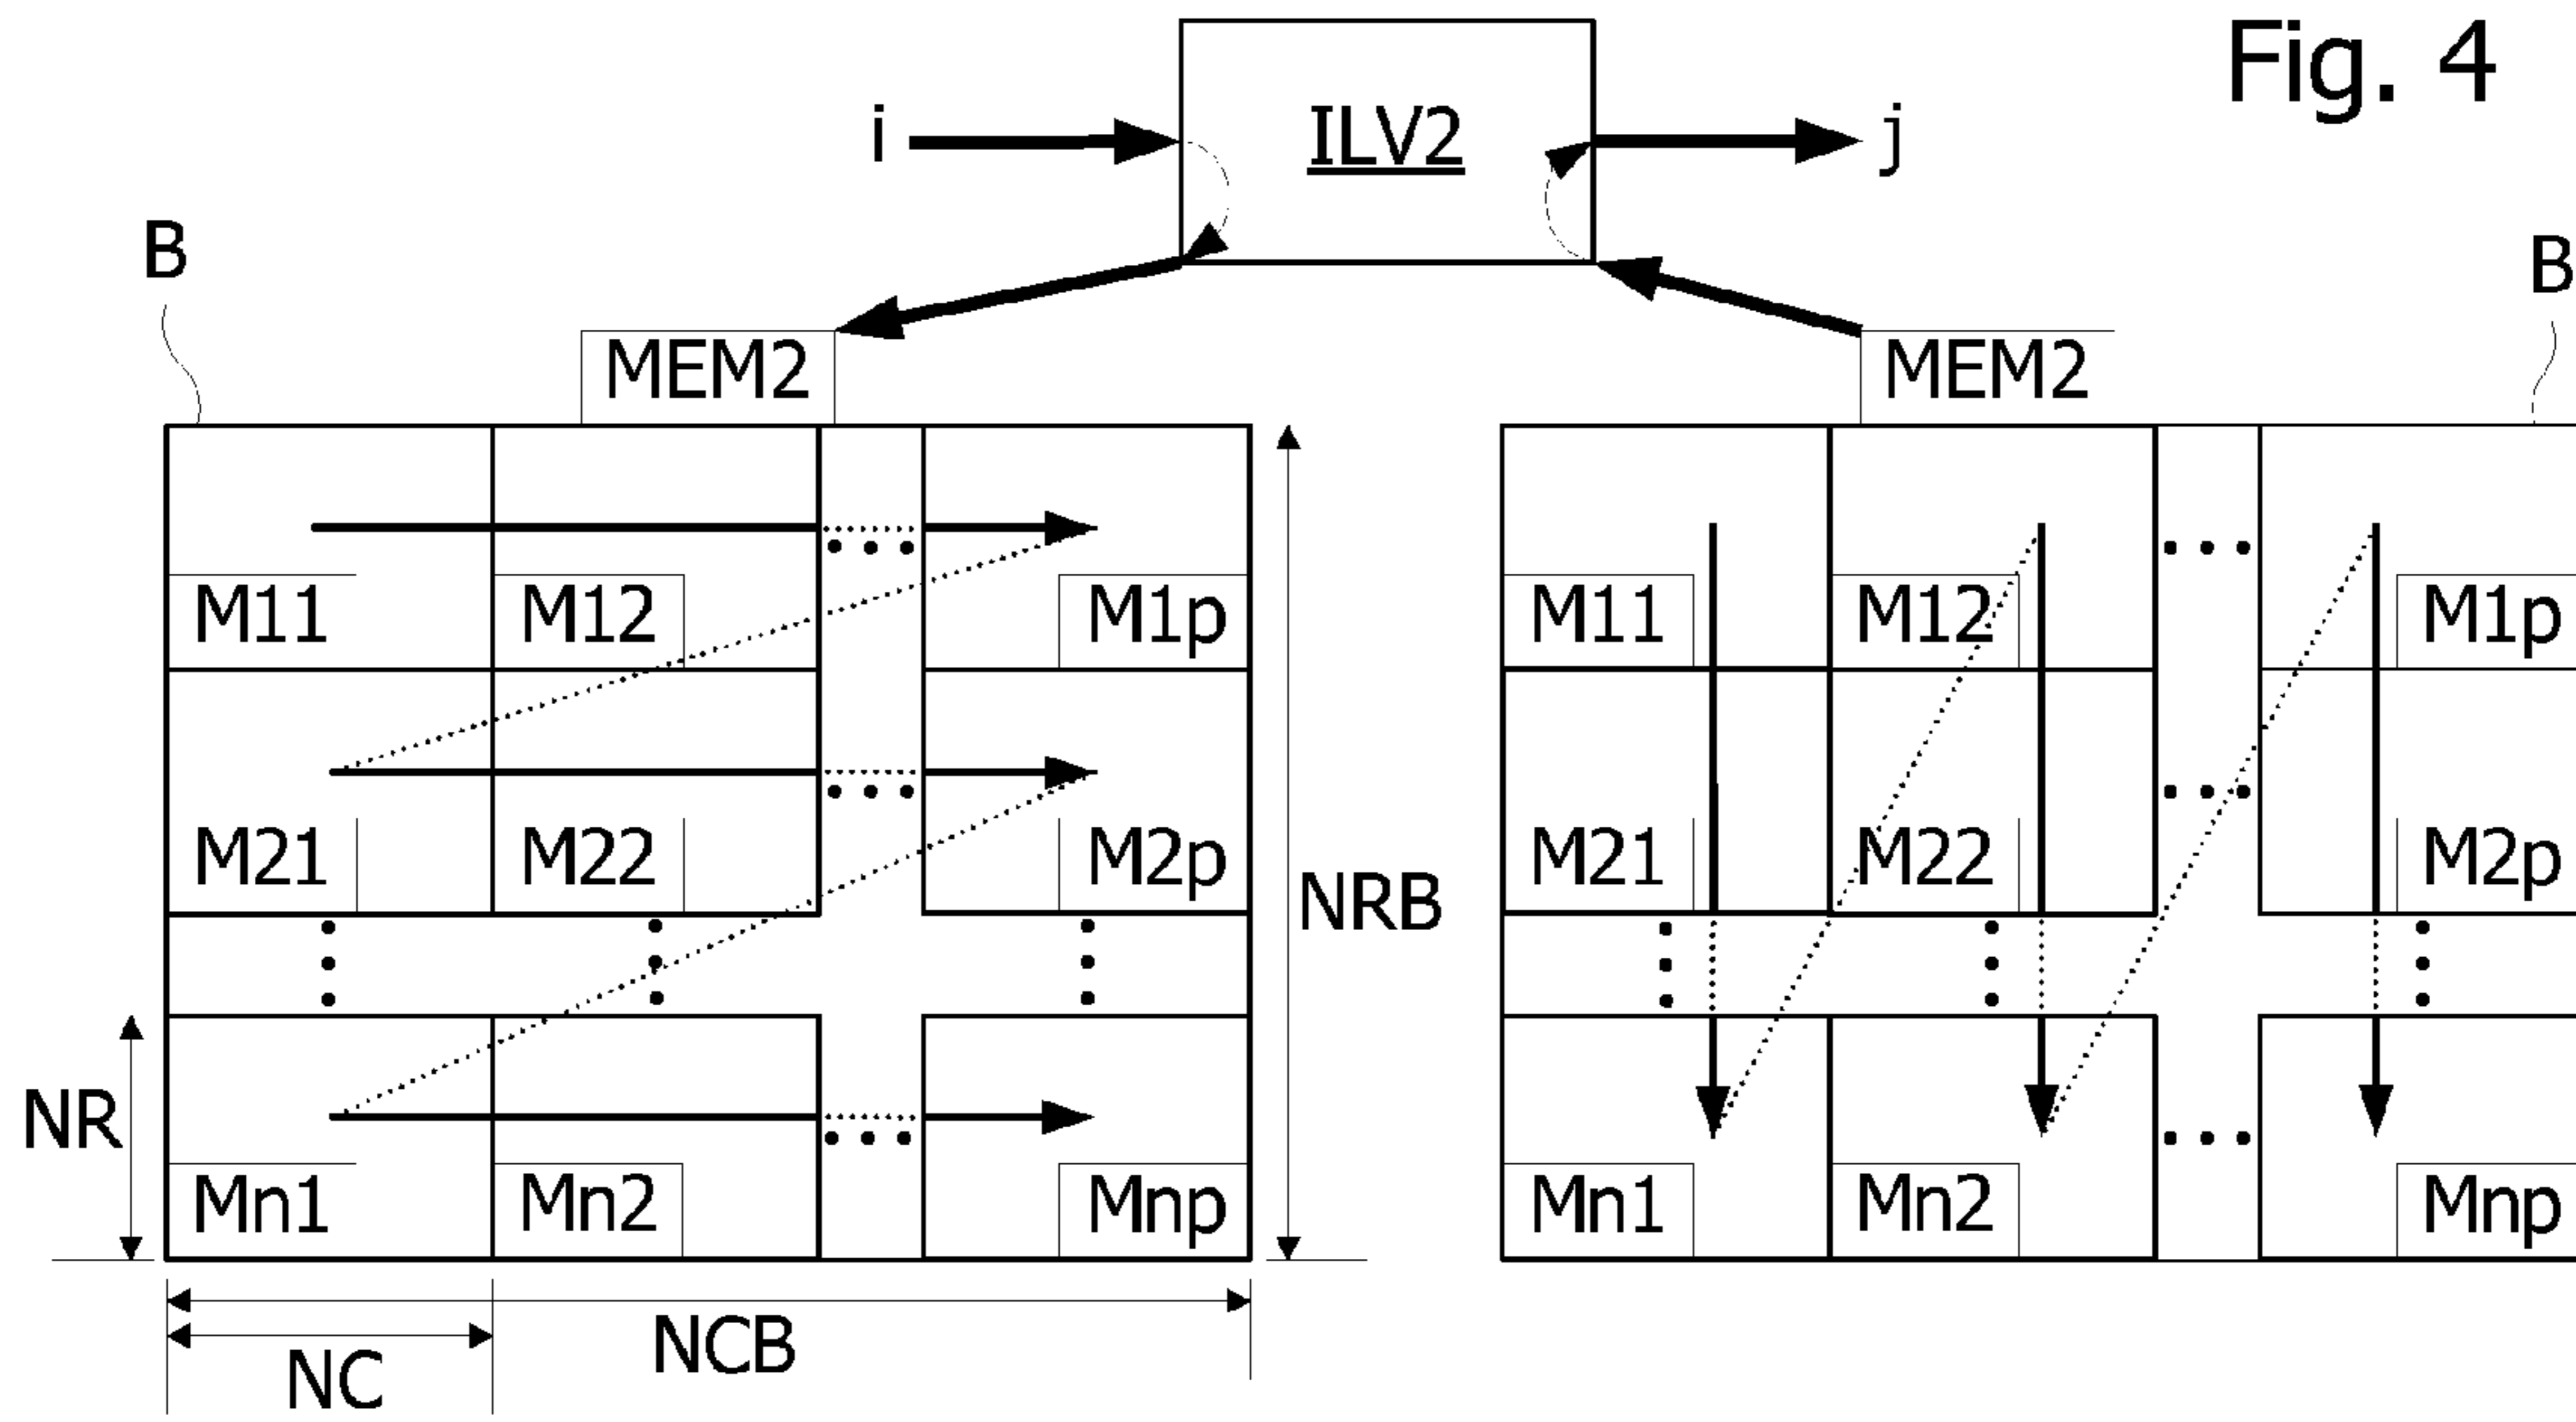 Fig. 4
i ILV2 j
B B
MEM2 MEM2
M11 M12 M1p M11 M12 M1p
M21 M22 M2p NRB M21 M22 M2p
NR
Mn1 Mn2 Mnp Mn1 Mn2 Mnp
NCB
NC